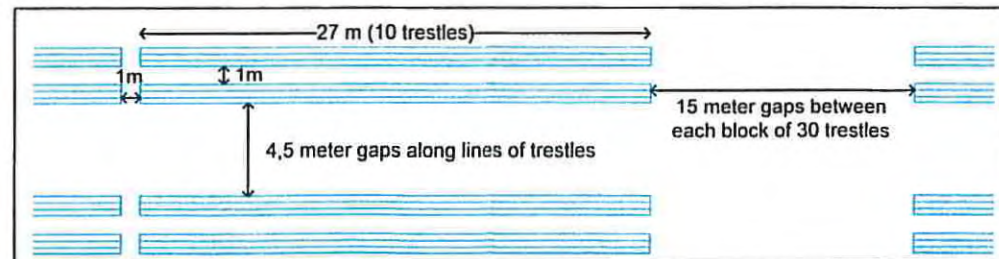 27 m (10 trestles)
1m
1m
15 meter gaps between
each block of 30 trestles
4,5 meter gaps along lines of trestles